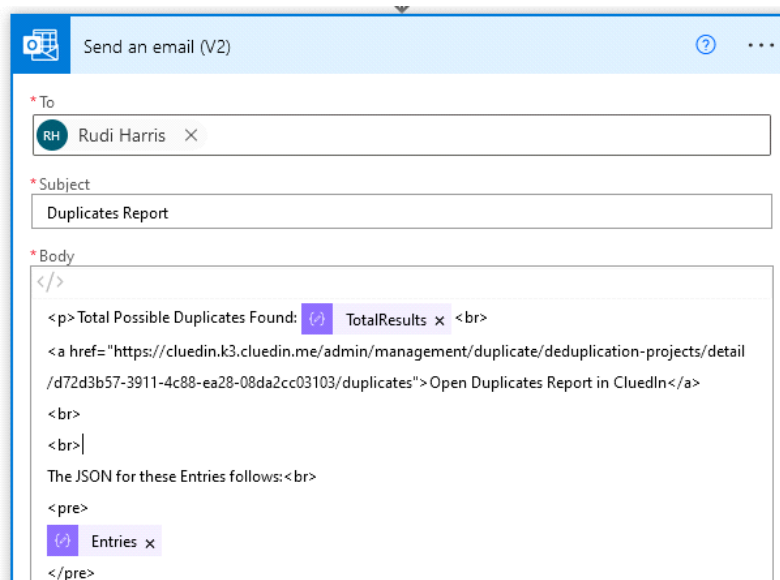 Send an email (V2)
* To
RH Rudi Harris
* Subject
Duplicates Report
* Body
</>
<p>Total Possible Duplicates Found: TotalResults <br>
<a href="https://cluedin.k3.cluedin.me/admin/management/duplicate/deduplication-projects/detail
/d72d3b57-3911-4c88-ea28-08da2cc03103/duplicates">Open Duplicates Report in CluedIn</a>
<br>
<br>
The JSON for these Entries follows:<br>
<pre>
Entries
</pre>